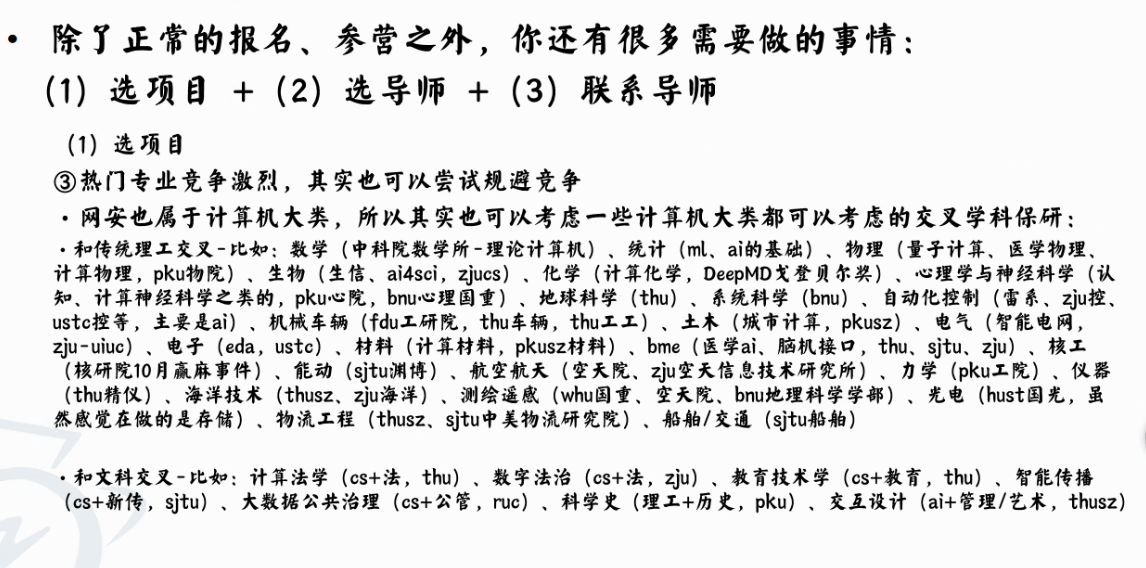 • 除了正常的报名、参营之外，你还有很多需要做的事情：
（1）选项目 +（2）选导师 +（3）联系导师
（1）选项目
③热门专业竞争激烈，其实也可以尝试规避竞争
·网安也属于计算机大类，所以其实也可以考虑一些计算机大类都可以考虑的交叉学科保研：
·和传统理工交叉-比如：数学（中科院数学所-理论计算机）、统计（ml、ai的基础）、物理（量子计算、医学物理、
计算物理，pku物院）、生物（生信、ai4sci，zjucs）、化学（计算化学，DeepMD戈登贝尔奖）、心理学与神经科学（认
知、计算神经科学之类的，pku心院，bnu心理国重）、地球科学（thu）、系统科学（bnu）、自动化控制（雷系、zju控、
ustc控等，主要是ai）、机械车辆（fdu工研院，thu车辆，thu工工）、土木（城市计算，pkusz）、电气（智能电网，
zju-uiuc）、电子（eda，ustc）、材料（计算材料，pkusz材料）、bme（医学ai、脑机接口，thu、sjtu、zju）、核工
（核研院10月赢麻事件）、能动（sjtu渊博）、航空航天（空天院、zju空天信息技术研究所）、力学（pku工院）、仪器
（thu精仪）、海洋技术（thusz、zju海洋）、测绘遥感（whu国重、空天院、bnu地理科学学部）、光电（hust国光，虽
然感觉在做的是存储）、物流工程（thusz、sjtu中美物流研究院）、船舶/交通（sjtu船舶）
·和文科交叉-比如：计算法学（cs+法，thu）、数字法治（cs+法，zju）、教育技术学（cs+教育，thu）、智能传播
（cs+新传，sjtu）、大数据公共治理（cs+公管，ruc）、科学史（理工+历史，pku）、交互设计（ai+管理/艺术，thusz）